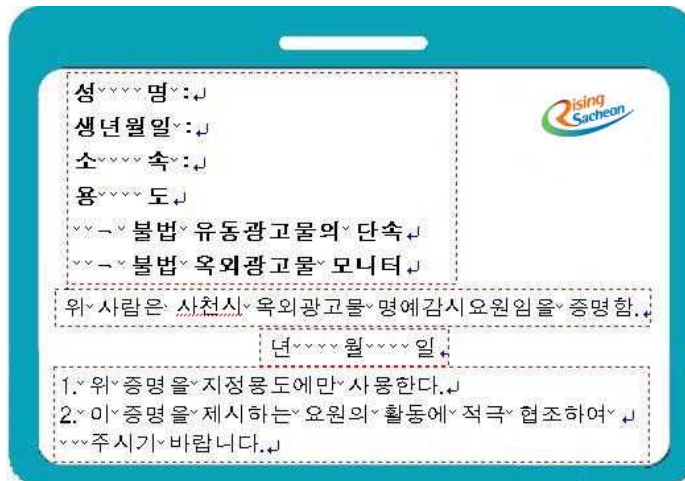 Rising
Sacheon
성    명 :
생년월일 :
소    속 :
용    도
  - 불법 유동광고물의 단속
  - 불법 옥외광고물 모니터
위 사람은 사천시 옥외광고물 명예감시요원임을 증명함.
년    월    일
1. 위 증명을 지정용도에만 사용한다.
2. 이 증명을 제시하는 요원의 활동에 적극 협조하여
   주시기 바랍니다.